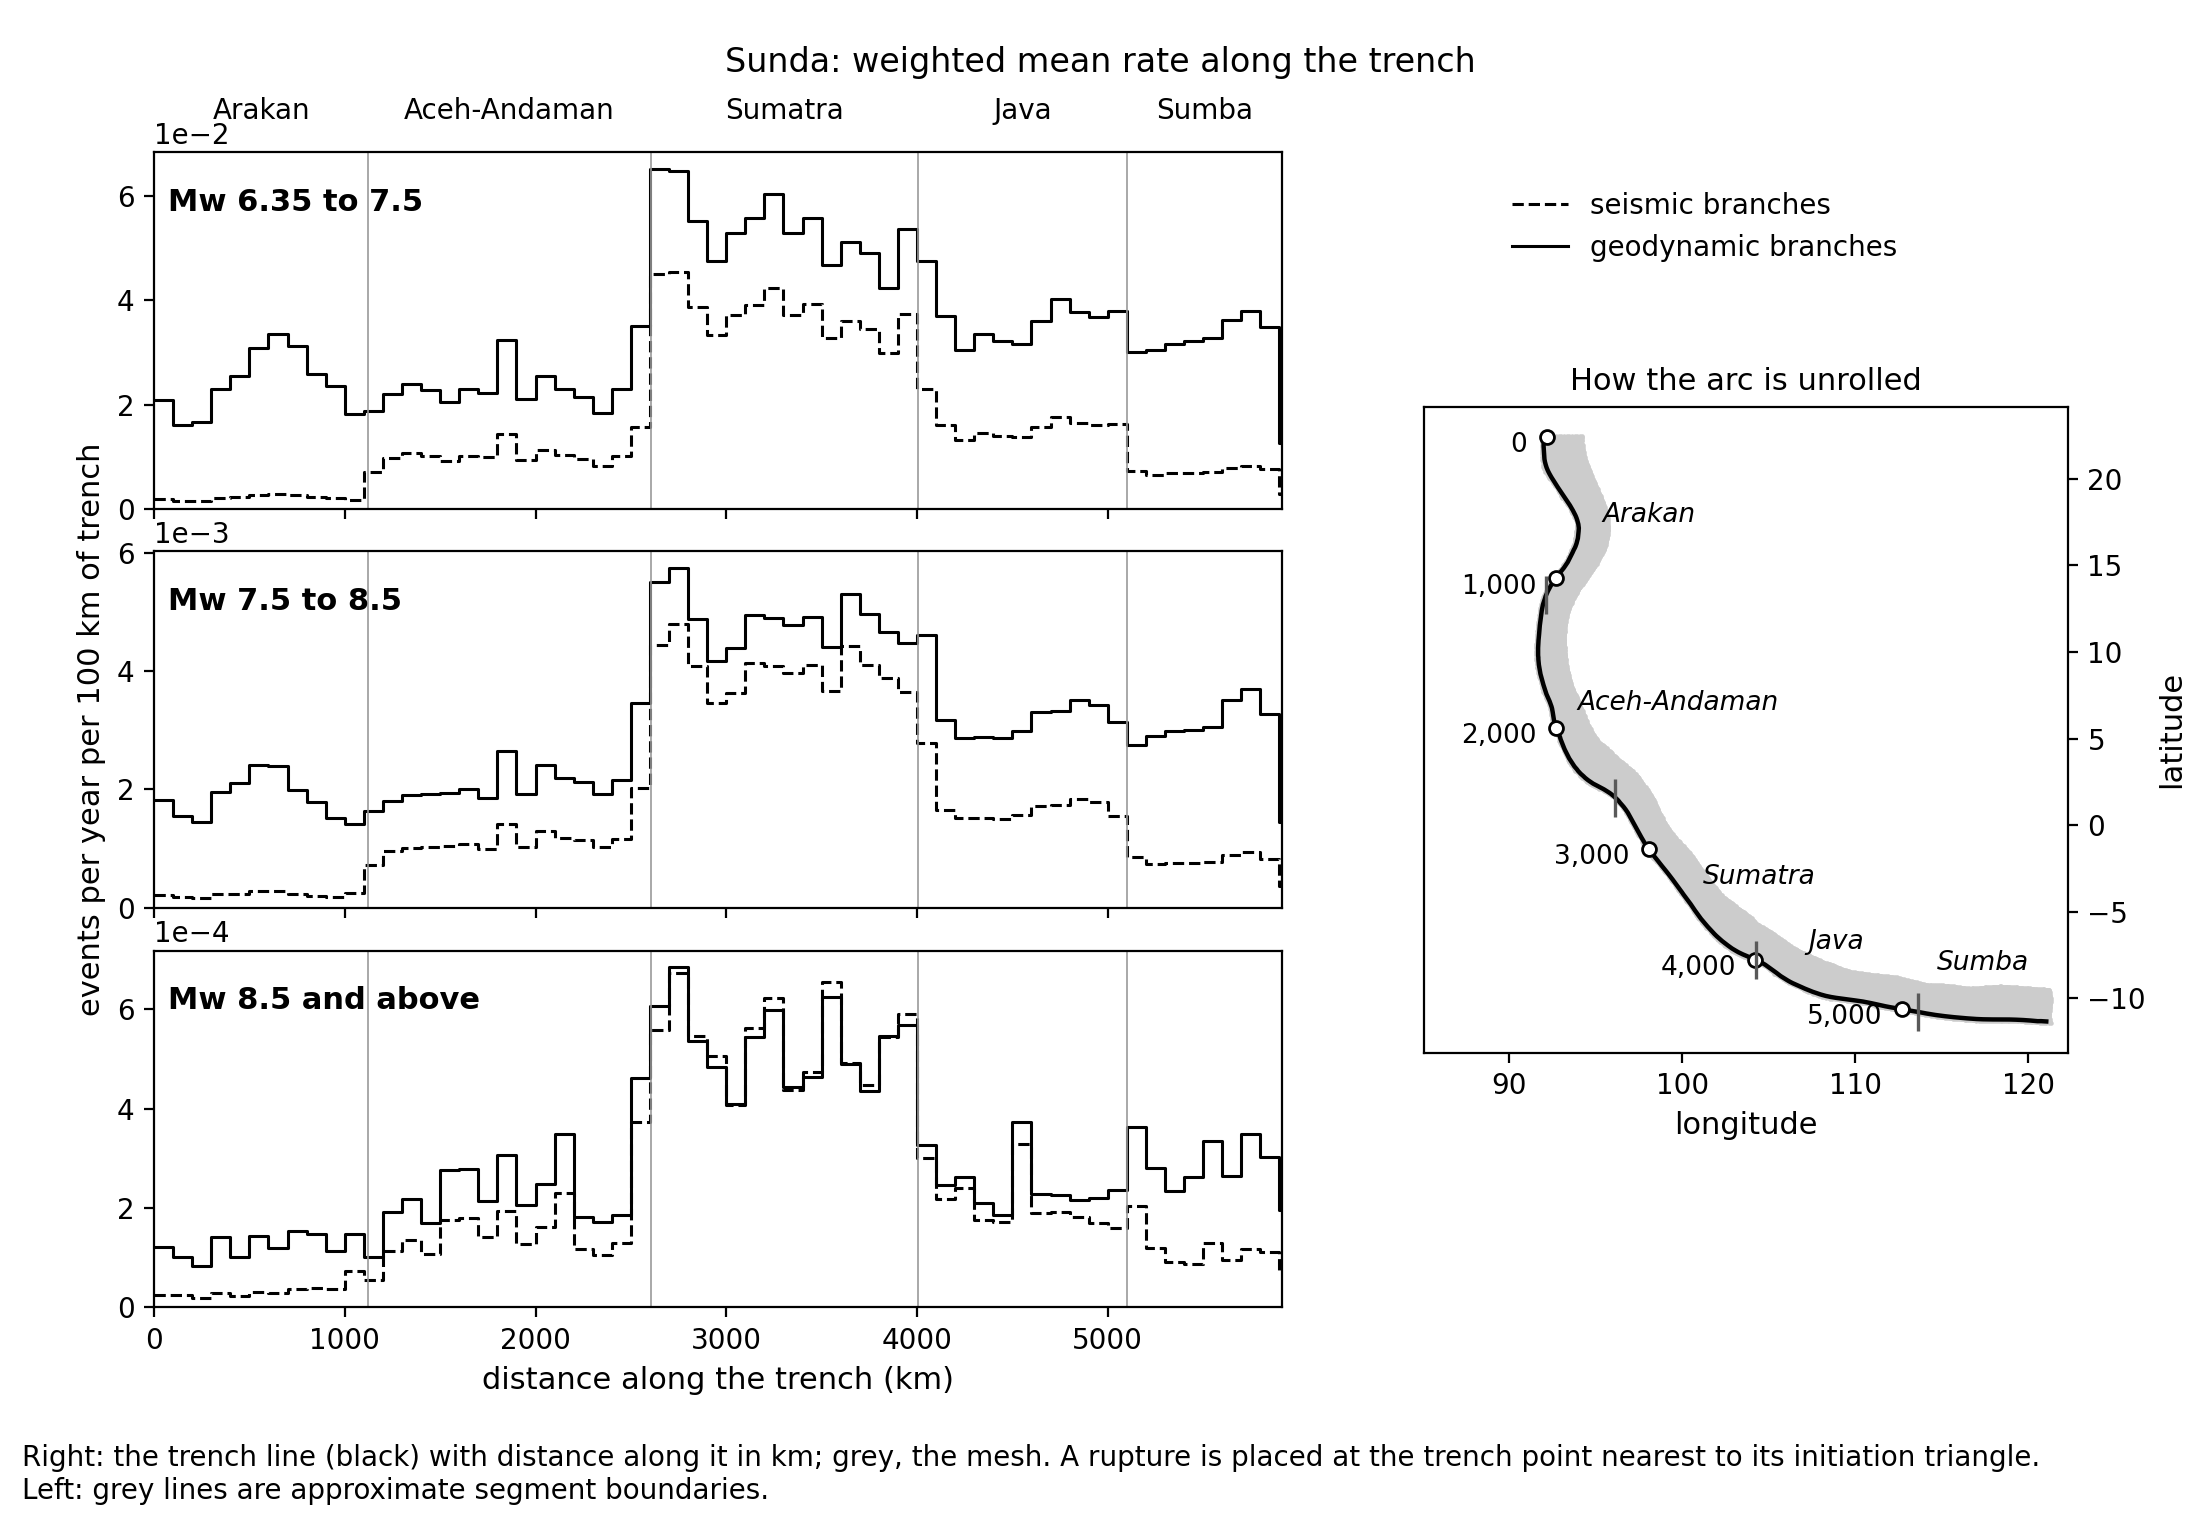 Sunda: weighted mean rate along the trench
Arakan
Aceh-Andaman
Sumatra
Java
Sumba
1e−2
Mw 6.35 to 7.5
6
4
2
0
1e−3
Mw 7.5 to 8.5
6
4
2
0
1e−4
Mw 8.5 and above
6
4
2
0
0
1000
2000
3000
4000
5000
distance along the trench (km)
events per year per 100 km of trench
seismic branches
geodynamic branches
How the arc is unrolled
0
Arakan
1,000
Aceh-Andaman
2,000
3,000
Sumatra
Java
4,000
Sumba
5,000
20
15
10
5
0
−5
−10
latitude
90
100
110
120
longitude
Right: the trench line (black) with distance along it in km; grey, the mesh. A rupture is placed at the trench point nearest to its initiation triangle.
Left: grey lines are approximate segment boundaries.